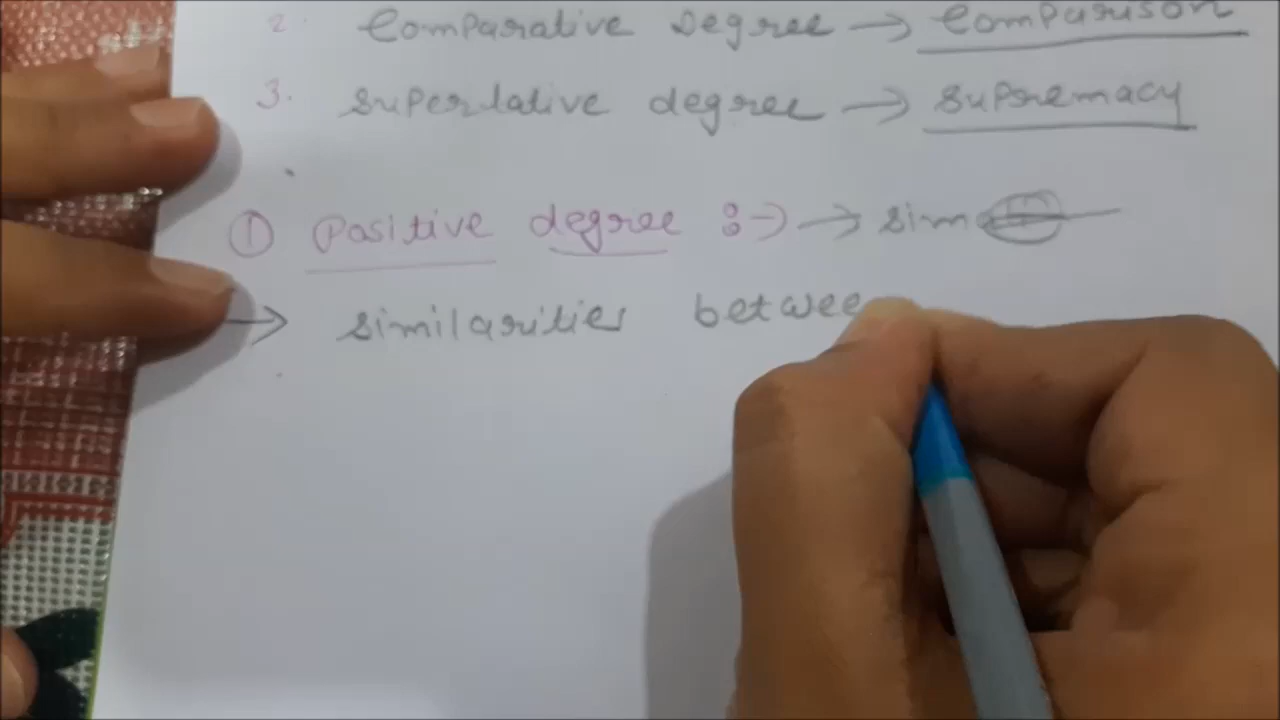 2. Comparative Degree → Comparison
3. superlative degree → supremacy
① Positive degree :-) → sim
→ similarities betwee